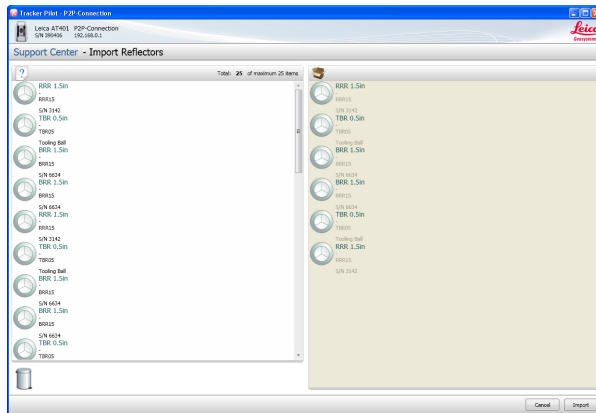 Tracker Pilot - P2P-Connection
Leica AT401 P2P-Connection
S/N 390406 192.168.0.1
Leica
Geosystems
Support Center - Import Reflectors
Total: 25 of maximum 25 items
RRR 1.5in
-
RRR15
S/N 3142
TBR 0.5in
-
TBR05
Tooling Ball
BRR 1.5in
-
BRR15
S/N 6634
BRR 1.5in
-
BRR15
S/N 6634
RRR 1.5in
-
RRR15
S/N 3142
TBR 0.5in
-
TBR05
Tooling Ball
BRR 1.5in
-
BRR15
S/N 6634
BRR 1.5in
-
BRR15
S/N 6634
TBR 0.5in
-
TBR05
RRR 1.5in
-
RRR15
S/N 3142
TBR 0.5in
-
TBR05
Tooling Ball
BRR 1.5in
-
BRR15
S/N 6634
BRR 1.5in
-
BRR15
S/N 6634
TBR 0.5in
-
TBR05
Tooling Ball
RRR 1.5in
-
RRR15
S/N 3142
Cancel Import